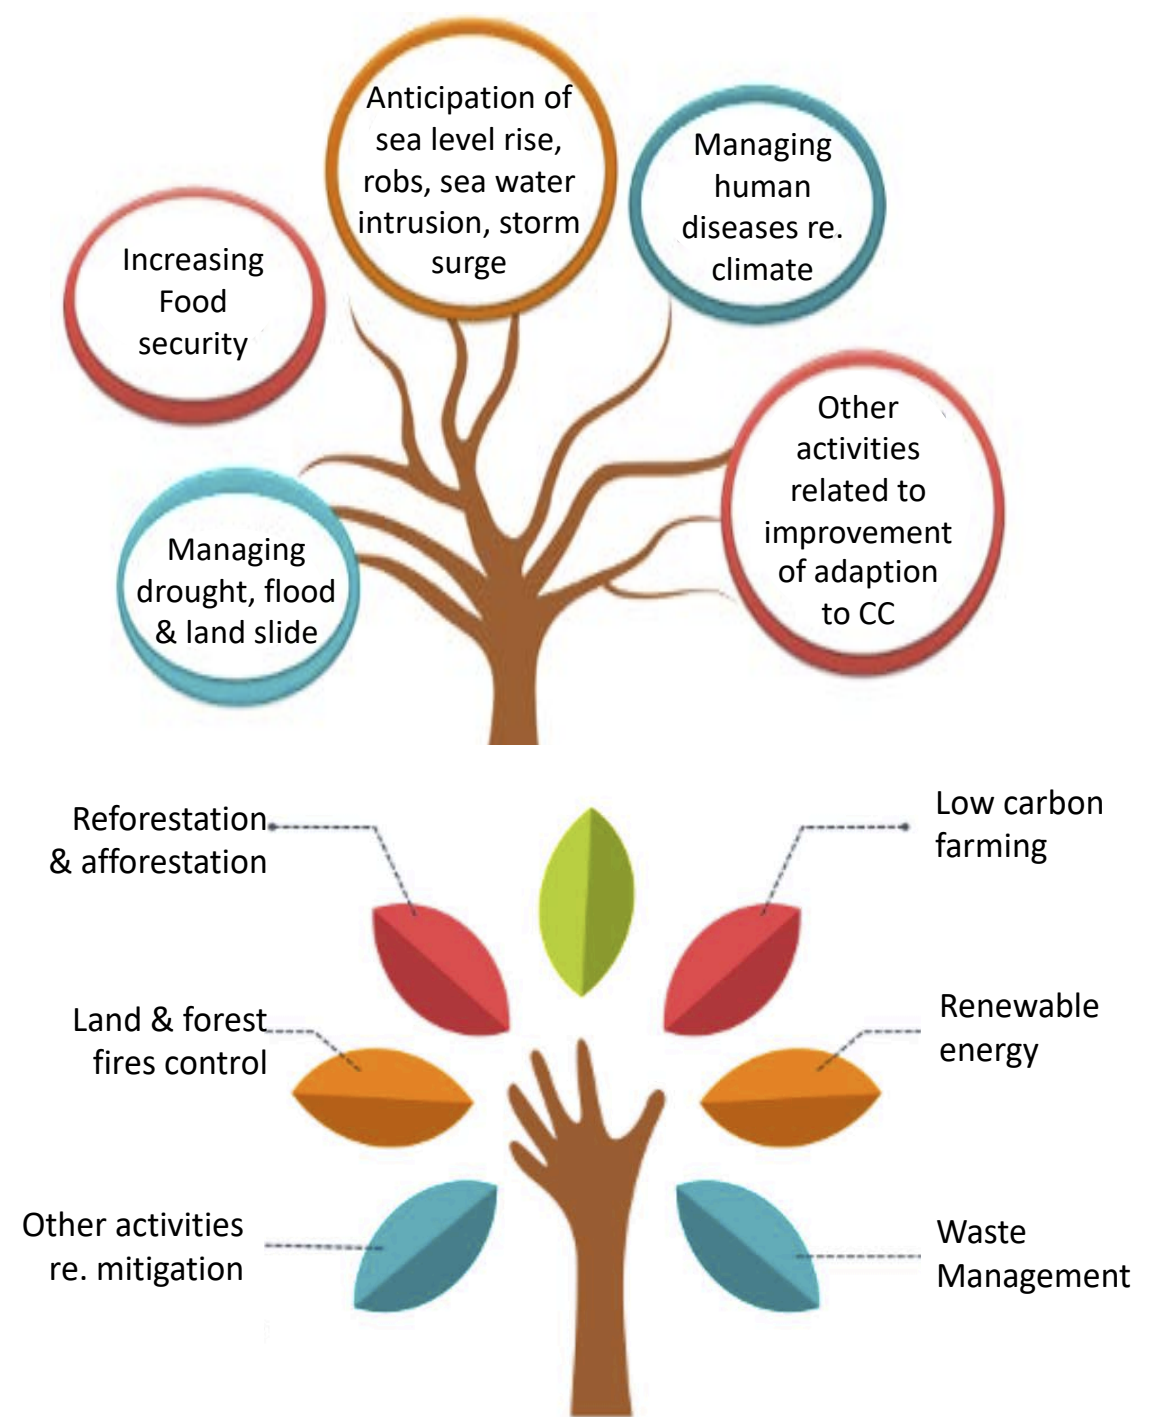 Anticipation of
sea level rise,
robs, sea water
intrusion, storm
surge
Managing
human
diseases re.
climate
Increasing
Food
security
Other
activities
related to
improvement
of adaption
to CC
Managing
drought, flood
& land slide
Reforestation
& afforestation
Low carbon
farming
Land & forest
fires control
Renewable
energy
Other activities
re. mitigation
Waste
Management